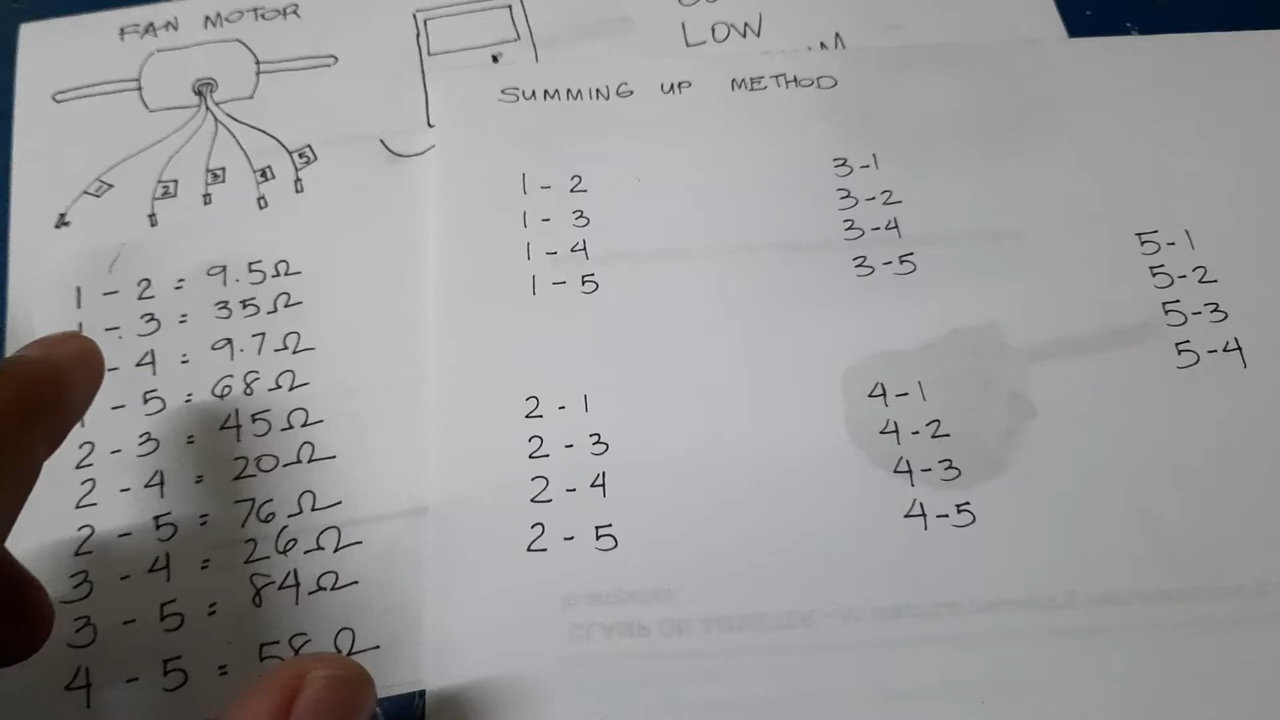 FAN MOTOR
1
2
3
4
5
1 - 2 = 9.5Ω
1 - 3 = 35Ω
- 4 = 9.7Ω
- 5 = 68Ω
2 - 3 = 45Ω
2 - 4 = 20Ω
2 - 5 = 76Ω
3 - 4 = 26Ω
3 - 5 = 84Ω
4 - 5 = 58Ω
LOW
SUMMING UP METHOD
1 - 2
1 - 3
1 - 4
1 - 5
2 - 1
2 - 3
2 - 4
2 - 5
3-1
3-2
3-4
3-5
4-1
4-2
4-3
4-5
5-1
5-2
5-3
5-4